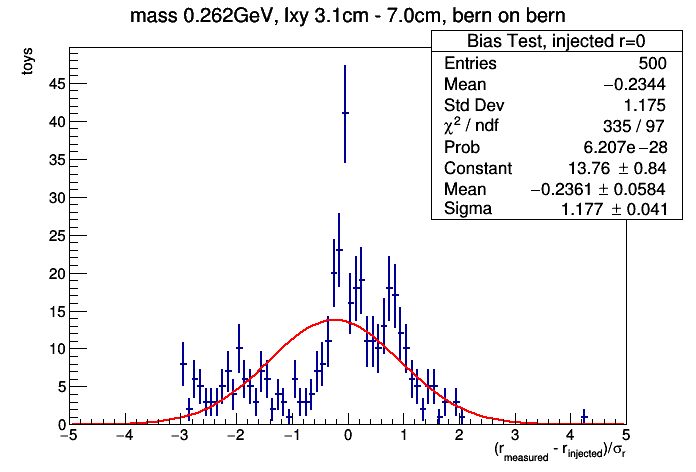 mass 0.262GeV, lxy 3.1cm - 7.0cm, bern on bern
toys
Bias Test, injected r=0
Entries 500
Mean −0.2344
Std Dev 1.175
χ² / ndf 335 / 97
Prob 6.207e−28
Constant 13.76 ± 0.84
Mean −0.2361 ± 0.0584
Sigma 1.177 ± 0.041
45
40
35
30
25
20
15
10
5
0
−5 −4 −3 −2 −1 0 1 2 3 4 5
(r_measured - r_injected)/σ_r